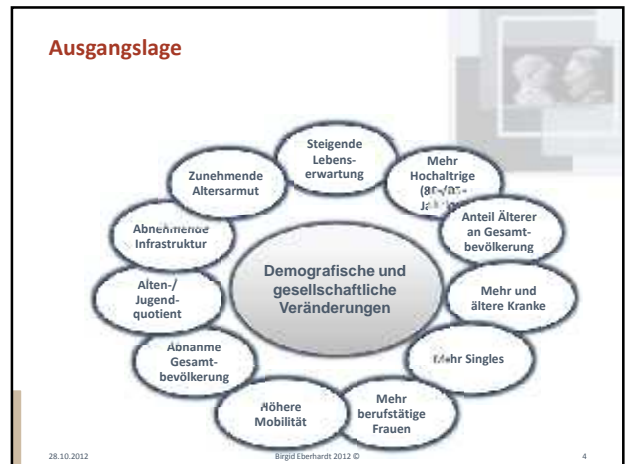 Ausgangslage
Steigende
Lebens-
erwartung
Mehr
Hochaltrige
Anteil Älterer
an Gesamt-
bevölkerung
Mehr und
ältere Kranke
Mehr Singles
Mehr
berufstätige
Frauen
Höhere
Mobilität
Abnahme
Gesamt-
bevölkerung
Alten-/
Jugend-
quotient
Abnehmende
Infrastruktur
Zunehmende
Altersarmut
Demografische und
gesellschaftliche
Veränderungen
28.10.2012
Birgid Eberhardt 2012 ©
4